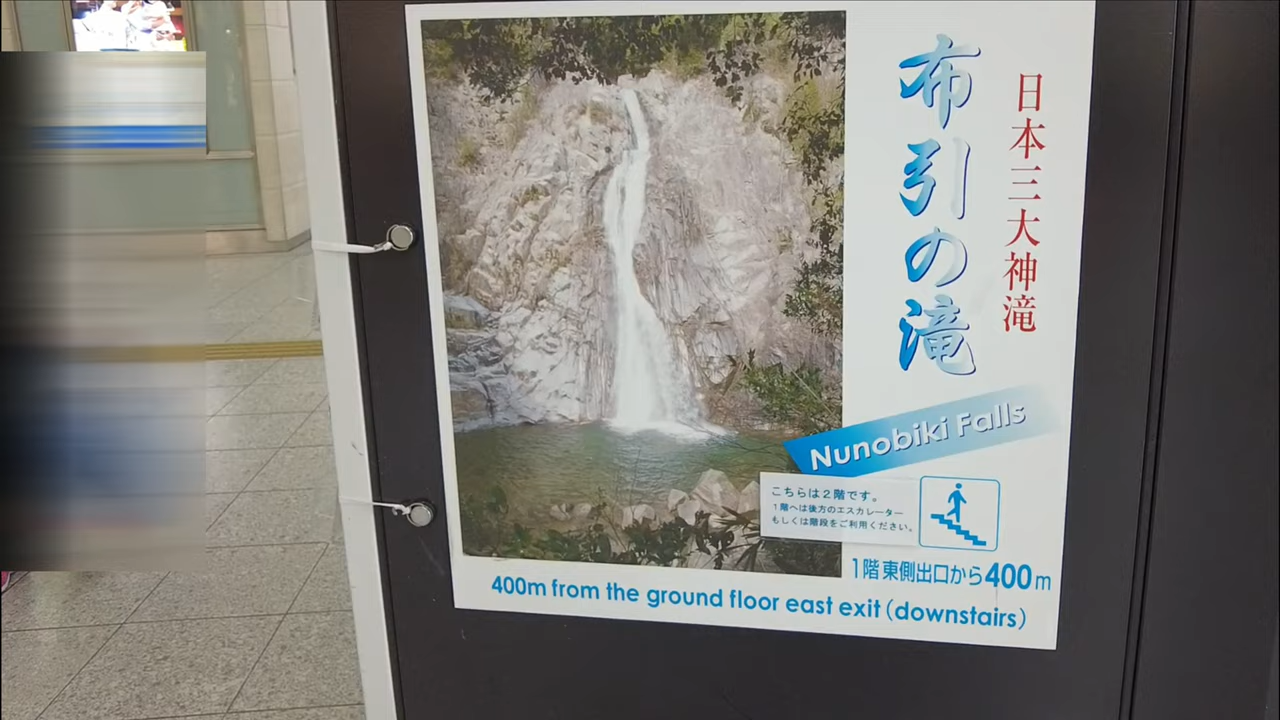 日本三大神滝
布引の滝
Nunobiki Falls
こちらは2階です。
1階へは後方のエスカレーター
もしくは階段をご利用ください。
1階東側出口から400m
400m from the ground floor east exit (downstairs)